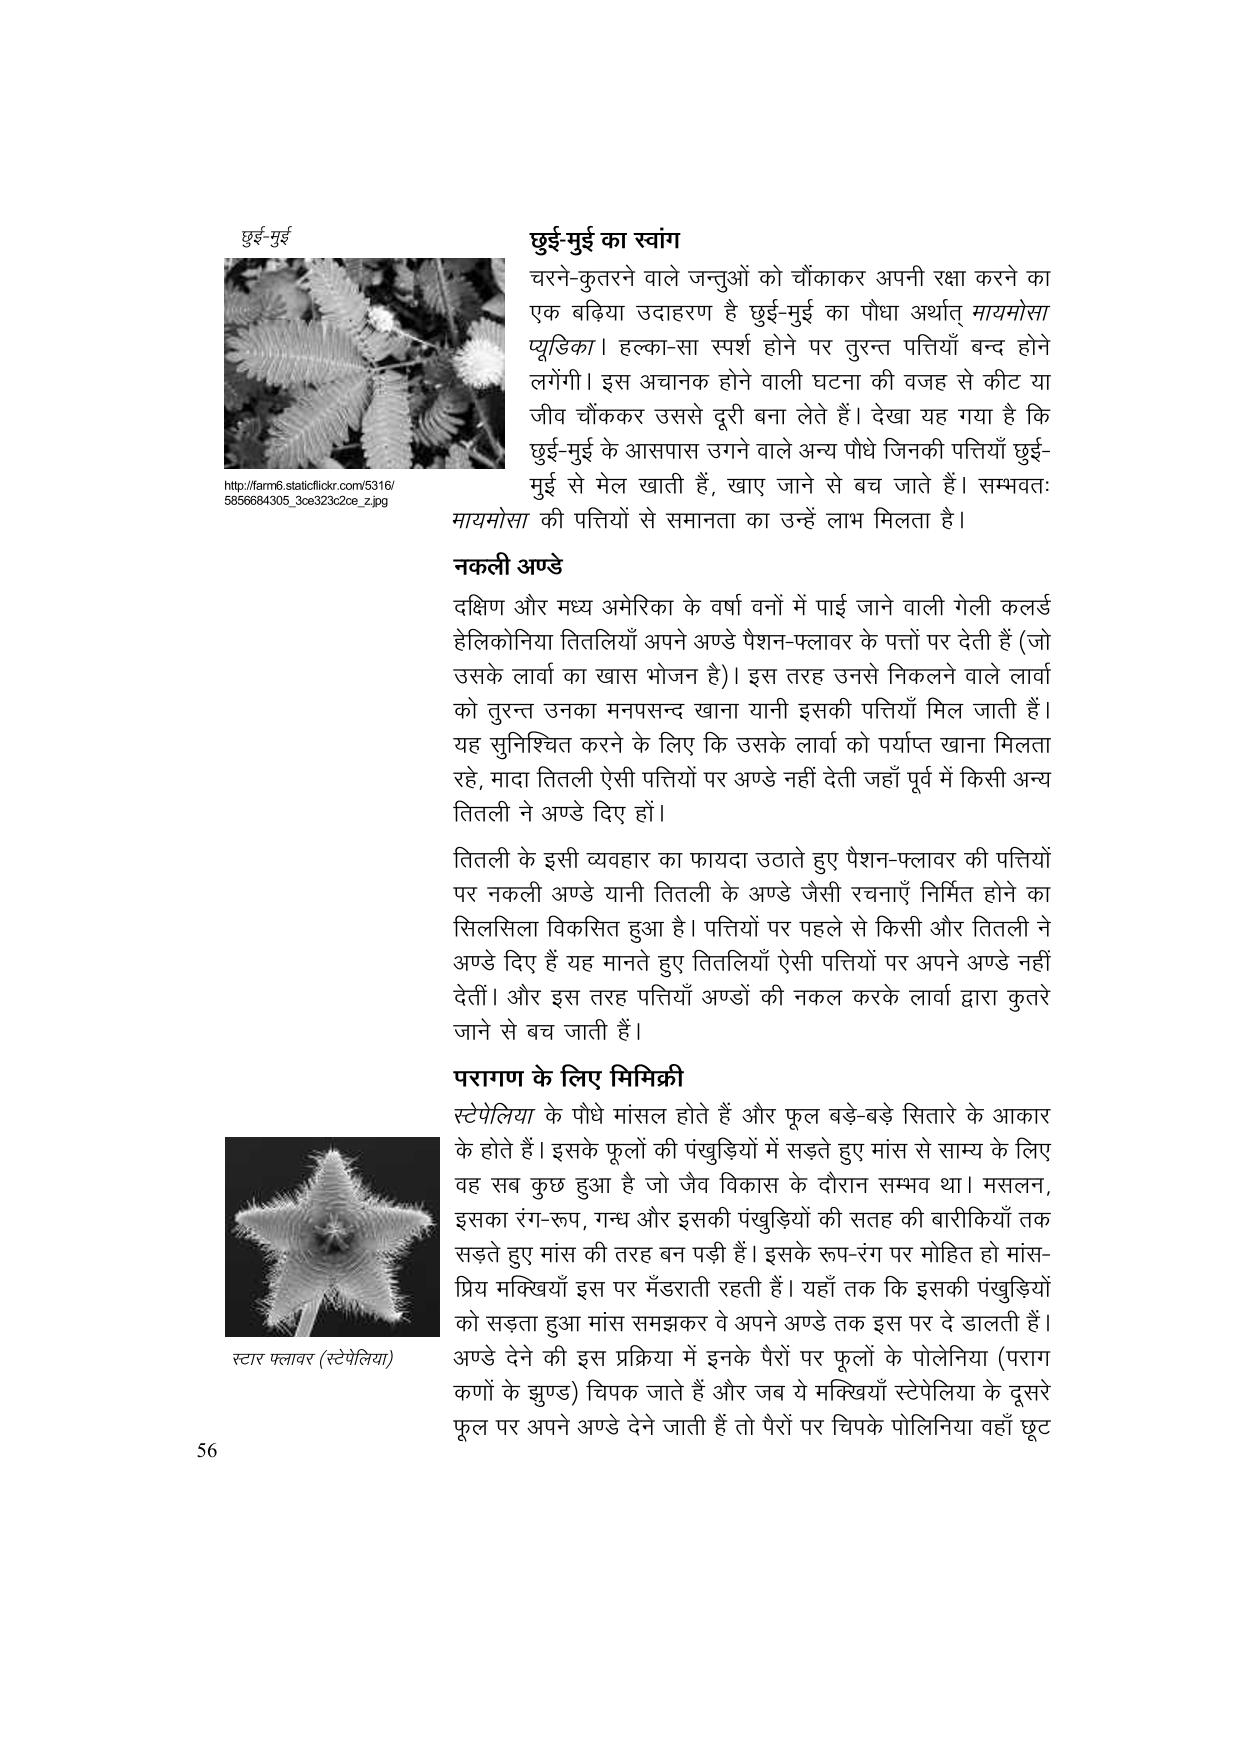 छुई-मुई
http://farm6.staticflickr.com/5316/
5856684305_3ce323c2ce_z.jpg
छुई-मुई का स्वांग
चरने-कुतरने वाले जन्तुओं को चौंकाकर अपनी रक्षा करने का
एक बढ़िया उदाहरण है छुई-मुई का पौधा अर्थात् मायमोसा
प्यूडिका। हल्का-सा स्पर्श होने पर तुरन्त पत्तियाँ बन्द होने
लगेंगी। इस अचानक होने वाली घटना की वजह से कीट या
जीव चौंककर उससे दूरी बना लेते हैं। देखा यह गया है कि
छुई-मुई के आसपास उगने वाले अन्य पौधे जिनकी पत्तियाँ छुई-
मुई से मेल खाती हैं, खाए जाने से बच जाते हैं। सम्भवतः
मायमोसा की पत्तियों से समानता का उन्हें लाभ मिलता है।
नकली अण्डे
दक्षिण और मध्य अमेरिका के वर्षा वनों में पाई जाने वाली गेली कलर्ड
हेलिकोनिया तितलियाँ अपने अण्डे पैशन-फ्लावर के पत्तों पर देती हैं (जो
उसके लार्वा का खास भोजन है)। इस तरह उनसे निकलने वाले लार्वा
को तुरन्त उनका मनपसन्द खाना यानी इसकी पत्तियाँ मिल जाती हैं।
यह सुनिश्चित करने के लिए कि उसके लार्वा को पर्याप्त खाना मिलता
रहे, मादा तितली ऐसी पत्तियों पर अण्डे नहीं देती जहाँ पूर्व में किसी अन्य
तितली ने अण्डे दिए हों।
तितली के इसी व्यवहार का फायदा उठाते हुए पैशन-फ्लावर की पत्तियों
पर नकली अण्डे यानी तितली के अण्डे जैसी रचनाएँ निर्मित होने का
सिलसिला विकसित हुआ है। पत्तियों पर पहले से किसी और तितली ने
अण्डे दिए हैं यह मानते हुए तितलियाँ ऐसी पत्तियों पर अपने अण्डे नहीं
देतीं। और इस तरह पत्तियाँ अण्डों की नकल करके लार्वा द्वारा कुतरे
जाने से बच जाती हैं।
परागण के लिए मिमिक्री
स्टेपेलिया के पौधे मांसल होते हैं और फूल बड़े-बड़े सितारे के आकार
के होते हैं। इसके फूलों की पंखुड़ियों में सड़ते हुए मांस से साम्य के लिए
वह सब कुछ हुआ है जो जैव विकास के दौरान सम्भव था। मसलन,
इसका रंग-रूप, गन्ध और इसकी पंखुड़ियों की सतह की बारीकियाँ तक
सड़ते हुए मांस की तरह बन पड़ी हैं। इसके रूप-रंग पर मोहित हो मांस-
प्रिय मक्खियाँ इस पर मँडराती रहती हैं। यहाँ तक कि इसकी पंखुड़ियों
को सड़ता हुआ मांस समझकर वे अपने अण्डे तक इस पर दे डालती हैं।
अण्डे देने की इस प्रक्रिया में इनके पैरों पर फूलों के पोलेनिया (पराग
कणों के झुण्ड) चिपक जाते हैं और जब ये मक्खियाँ स्टेपेलिया के दूसरे
फूल पर अपने अण्डे देने जाती हैं तो पैरों पर चिपके पोलिनिया वहाँ छूट
स्टार फ्लावर (स्टेपेलिया)
56